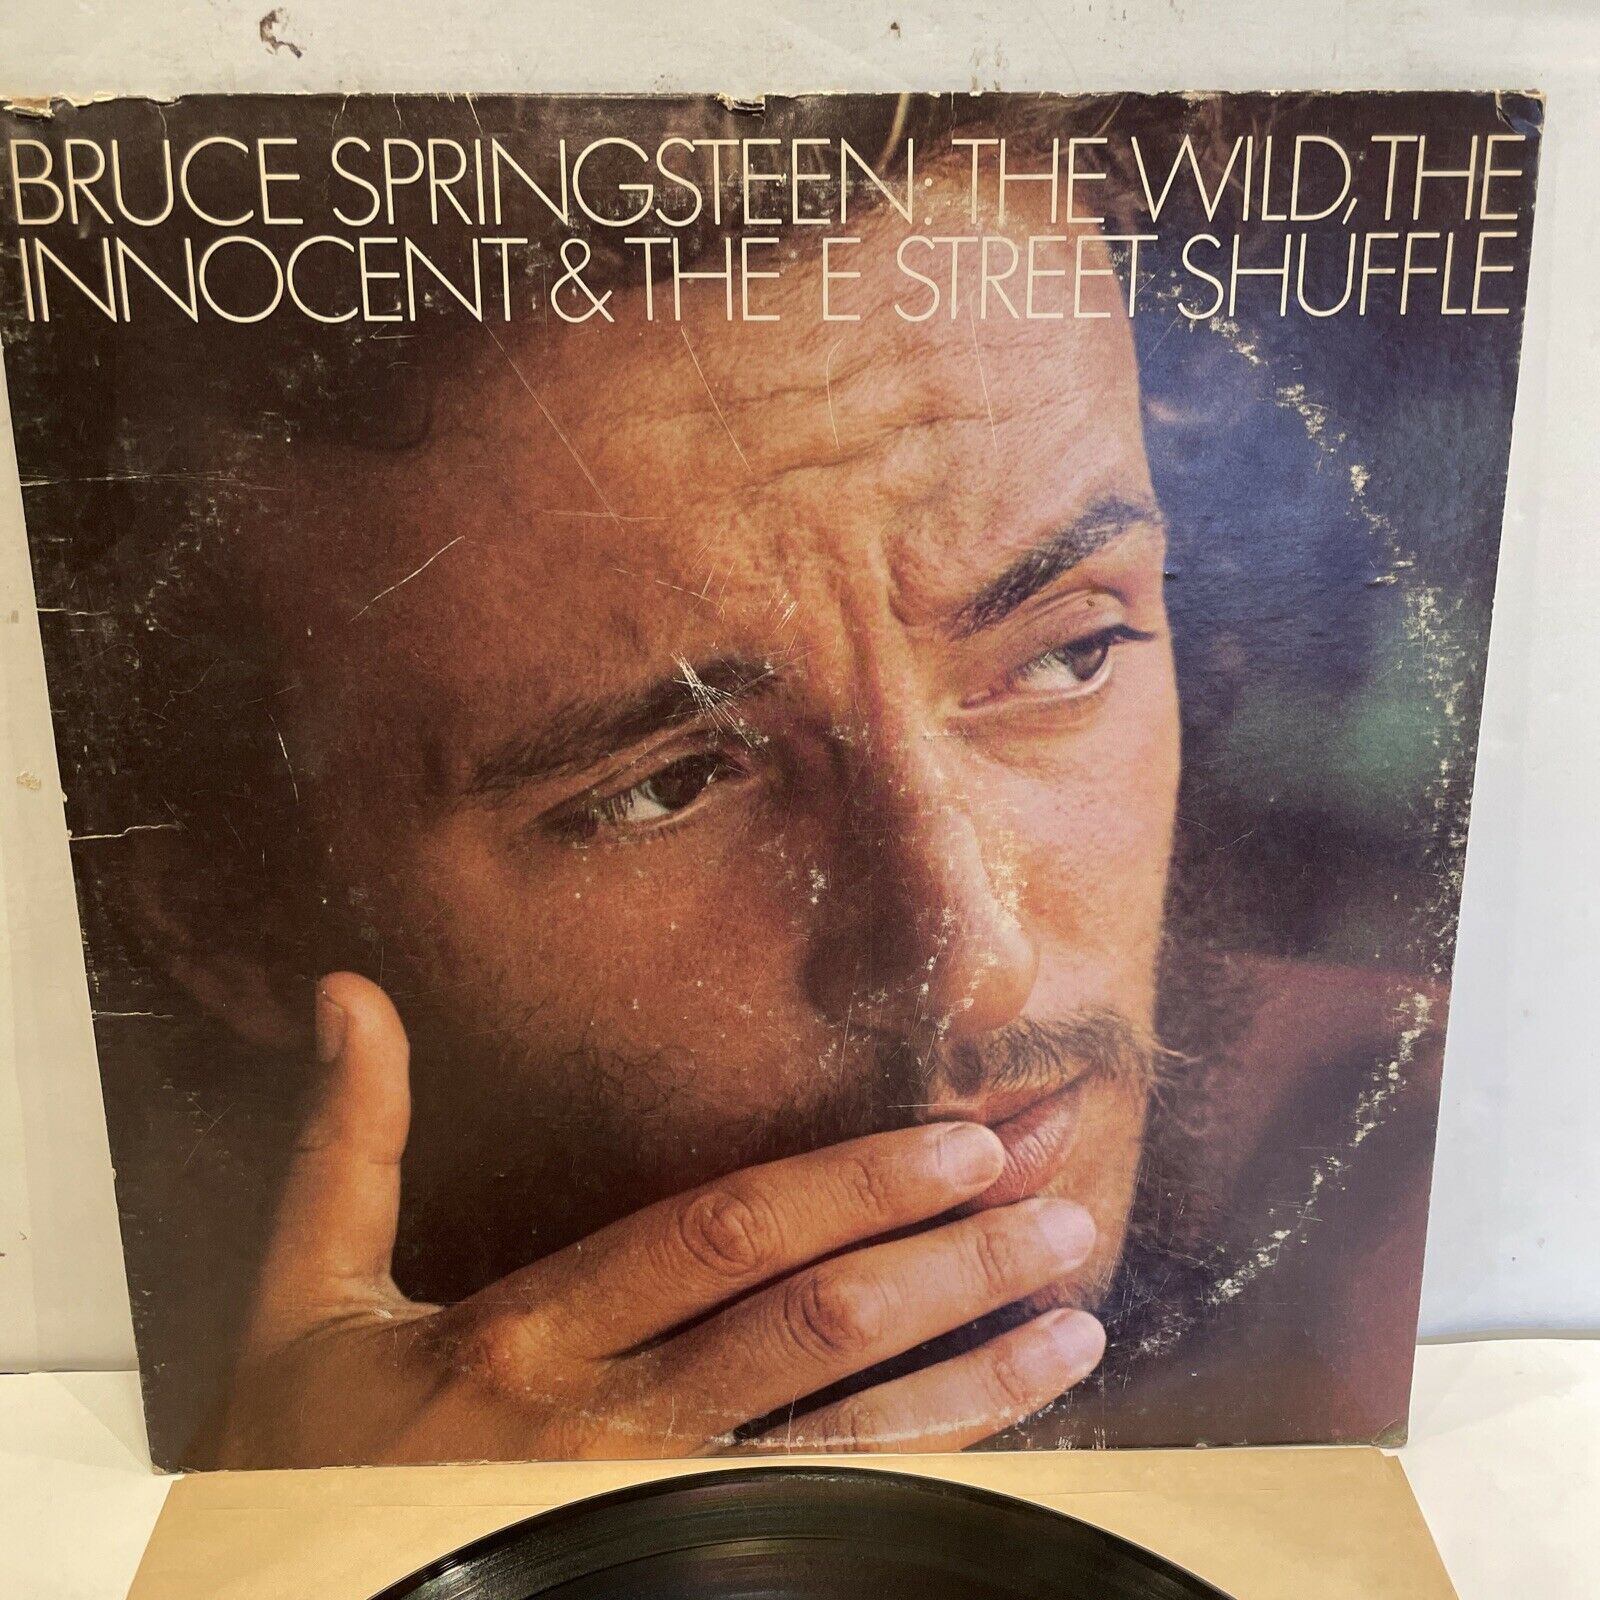 BRUCE SPRINGSTEEN: THE WILD, THE
INNOCENT & THE E STREET SHUFFLE